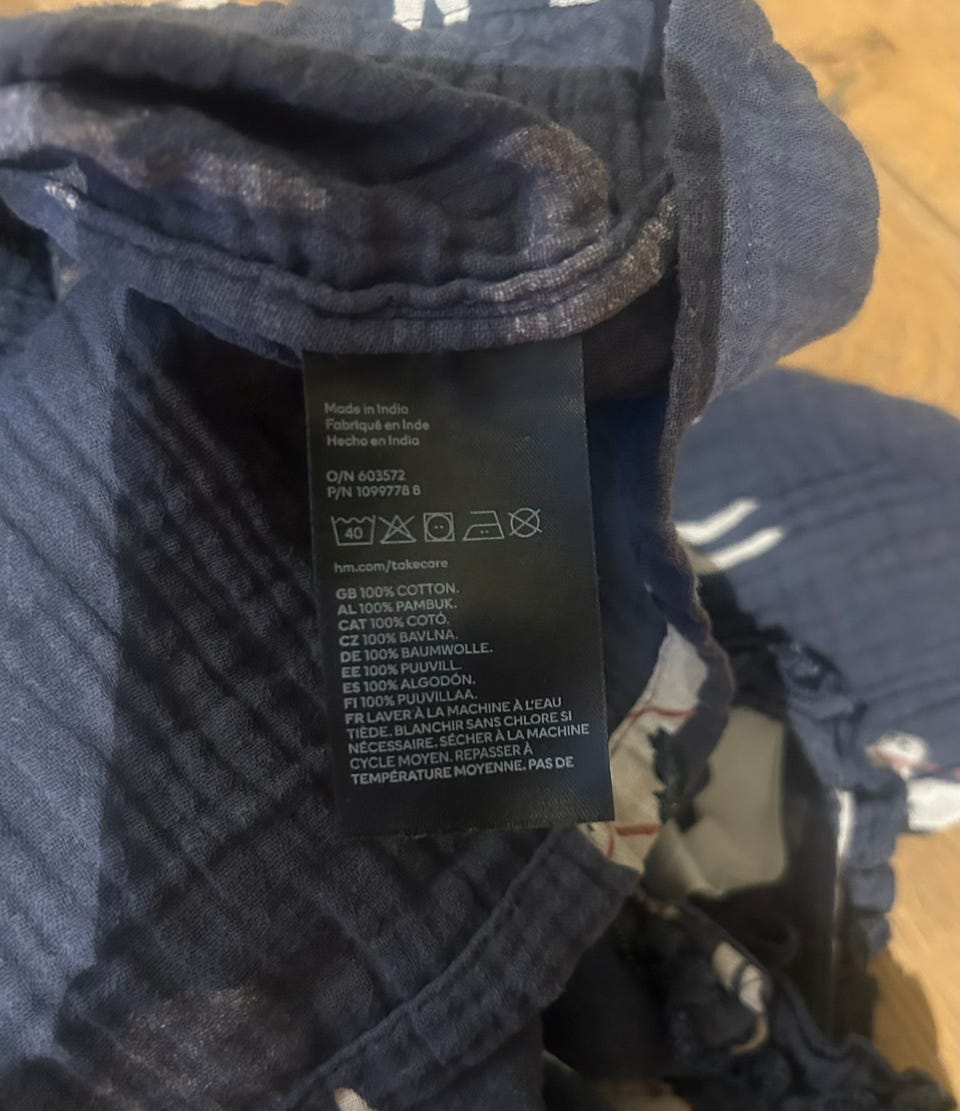 Made in India
Fabriqué en Inde
Hecho en India
O/N 603572
P/N 1099778 8
40
hm.com/takecare
GB 100% COTTON.
AL 100% PAMBUK.
CAT 100% COTÓ.
CZ 100% BAVLNA.
DE 100% BAUMWOLLE.
EE 100% PUUVILL.
ES 100% ALGODÓN.
FI 100% PUUVILLAA.
FR LAVER À LA MACHINE À L'EAU
TIÈDE. BLANCHIR SANS CHLORE SI
NÉCESSAIRE. SÉCHER À LA MACHINE
CYCLE MOYEN. REPASSER À
TEMPÉRATURE MOYENNE. PAS DE